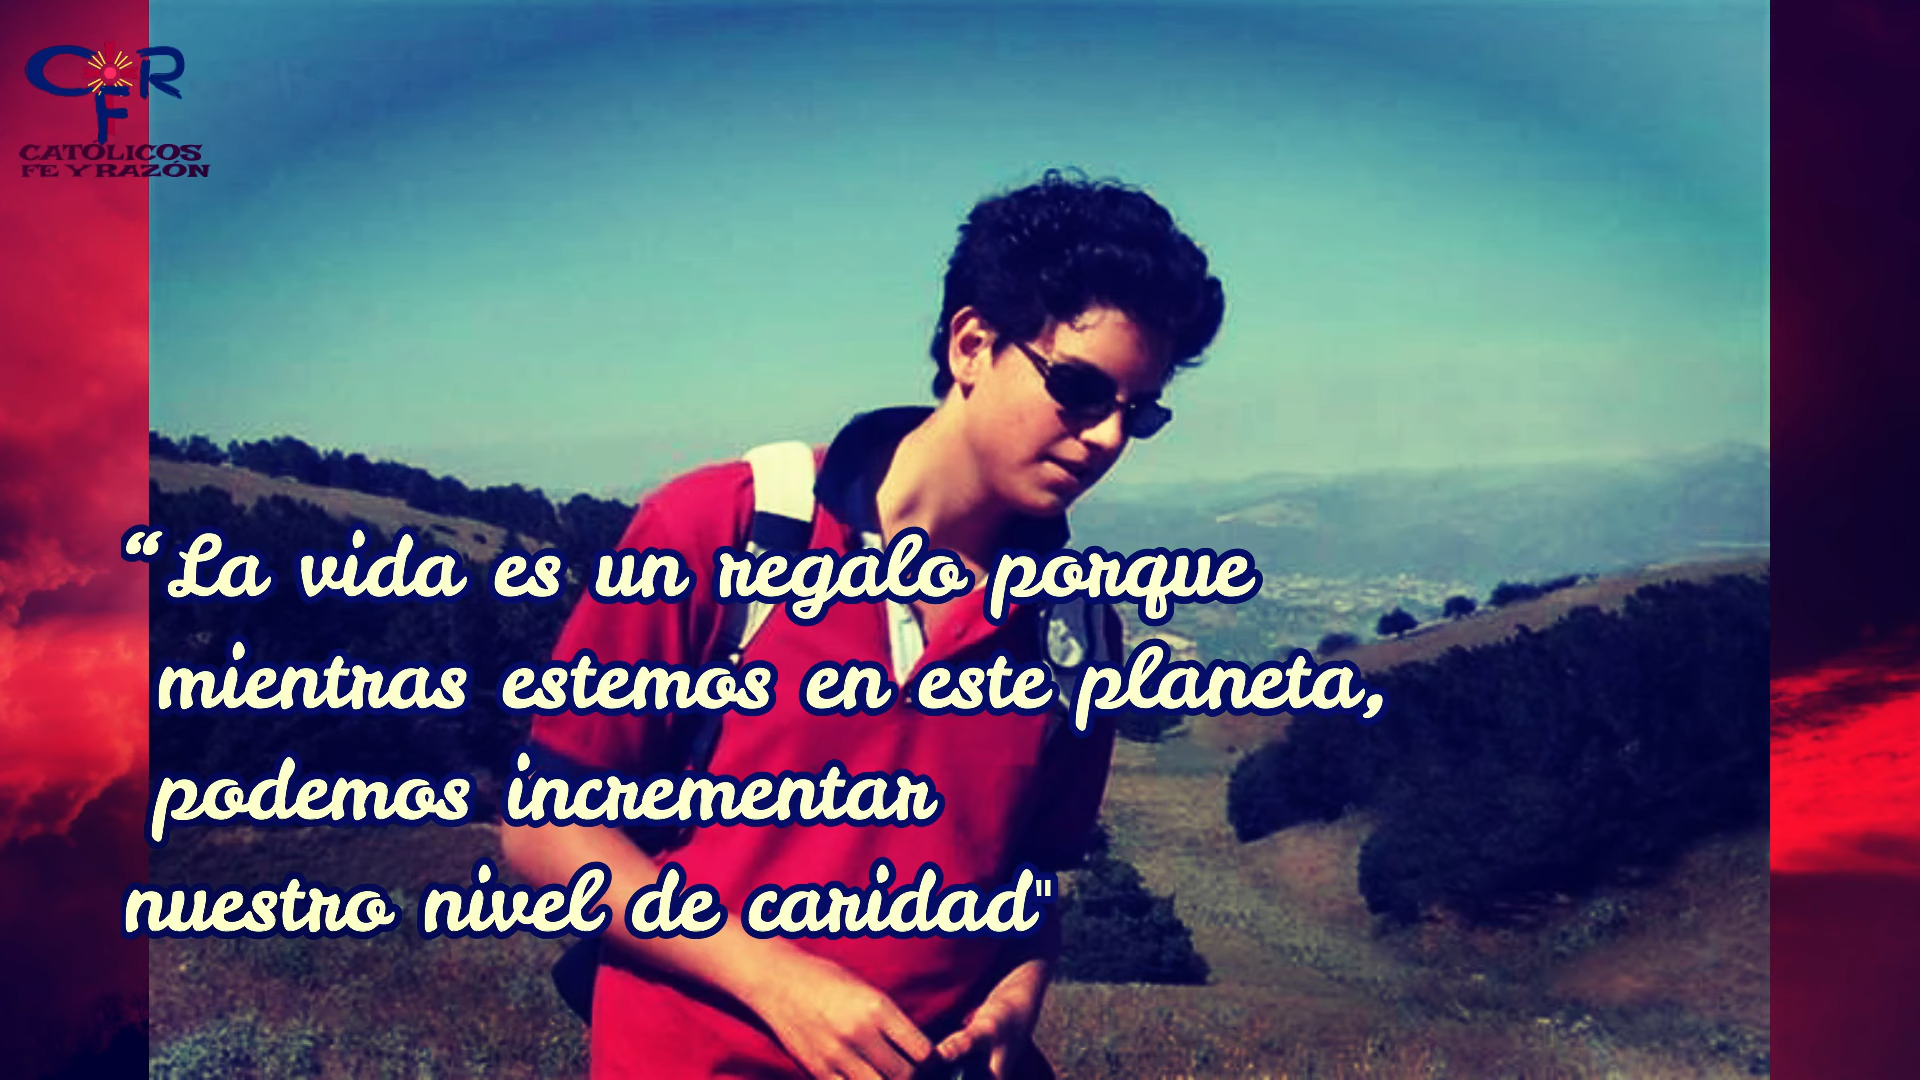 C R
F
CATÓLICOS
FE Y RAZÓN
“La vida es un regalo porque
mientras estemos en este planeta,
podemos incrementar
nuestro nivel de caridad"